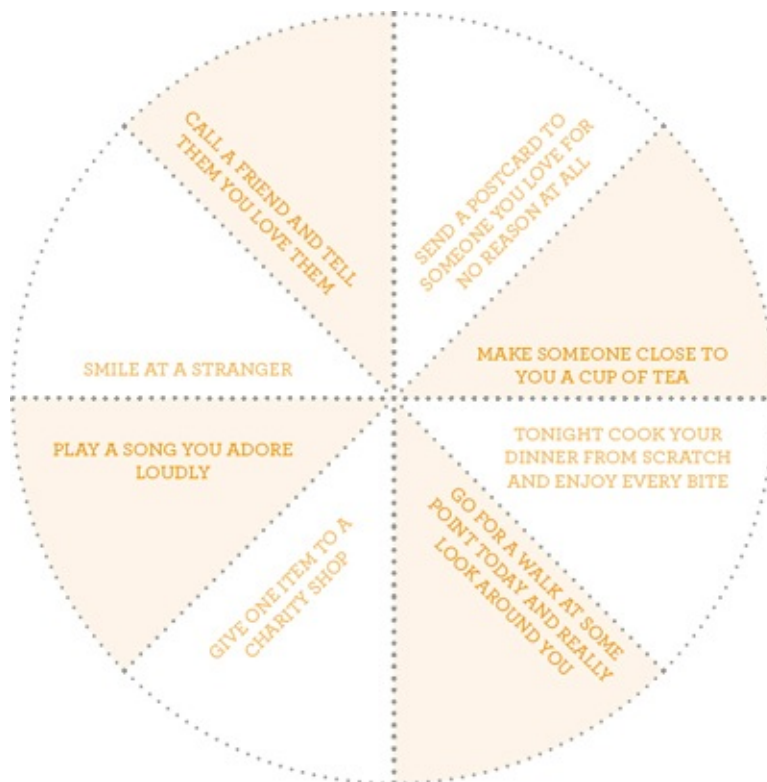 CALL A FRIEND AND TELL
THEM YOU LOVE THEM
SEND A POSTCARD TO
SOMEONE YOU LOVE FOR
NO REASON AT ALL
SMILE AT A STRANGER
MAKE SOMEONE CLOSE TO
YOU A CUP OF TEA
PLAY A SONG YOU ADORE
LOUDLY
TONIGHT COOK YOUR
DINNER FROM SCRATCH
AND ENJOY EVERY BITE
GIVE ONE ITEM TO A
CHARITY SHOP
GO FOR A WALK AT SOME
POINT TODAY AND REALLY
LOOK AROUND YOU